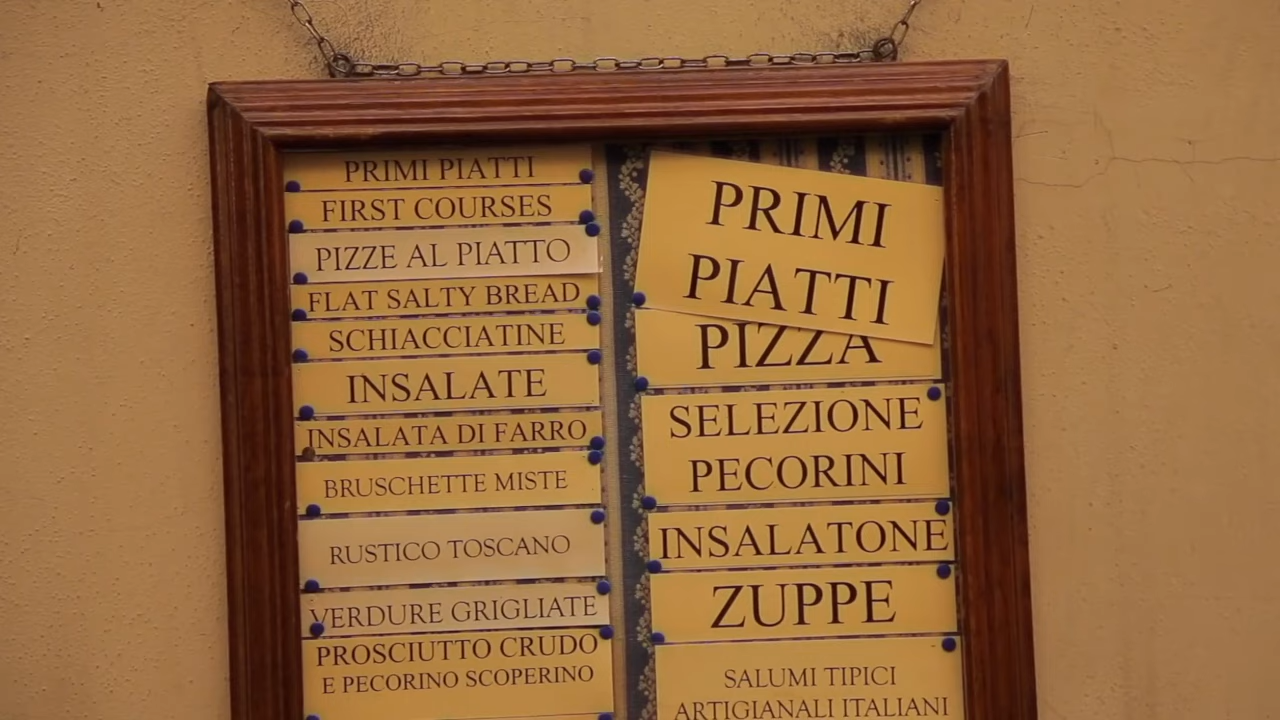 PRIMI PIATTI
FIRST COURSES
PIZZE AL PIATTO
FLAT SALTY BREAD
SCHIACCIATINE
INSALATE
INSALATA DI FARRO
BRUSCHETTE MISTE
RUSTICO TOSCANO
VERDURE GRIGLIATE
PROSCIUTTO CRUDO
E PECORINO SCOPERINO
PRIMI
PIATTI
PIZZA
SELEZIONE
PECORINI
INSALATONE
ZUPPE
SALUMI TIPICI
ARTIGIANALI ITALIANI